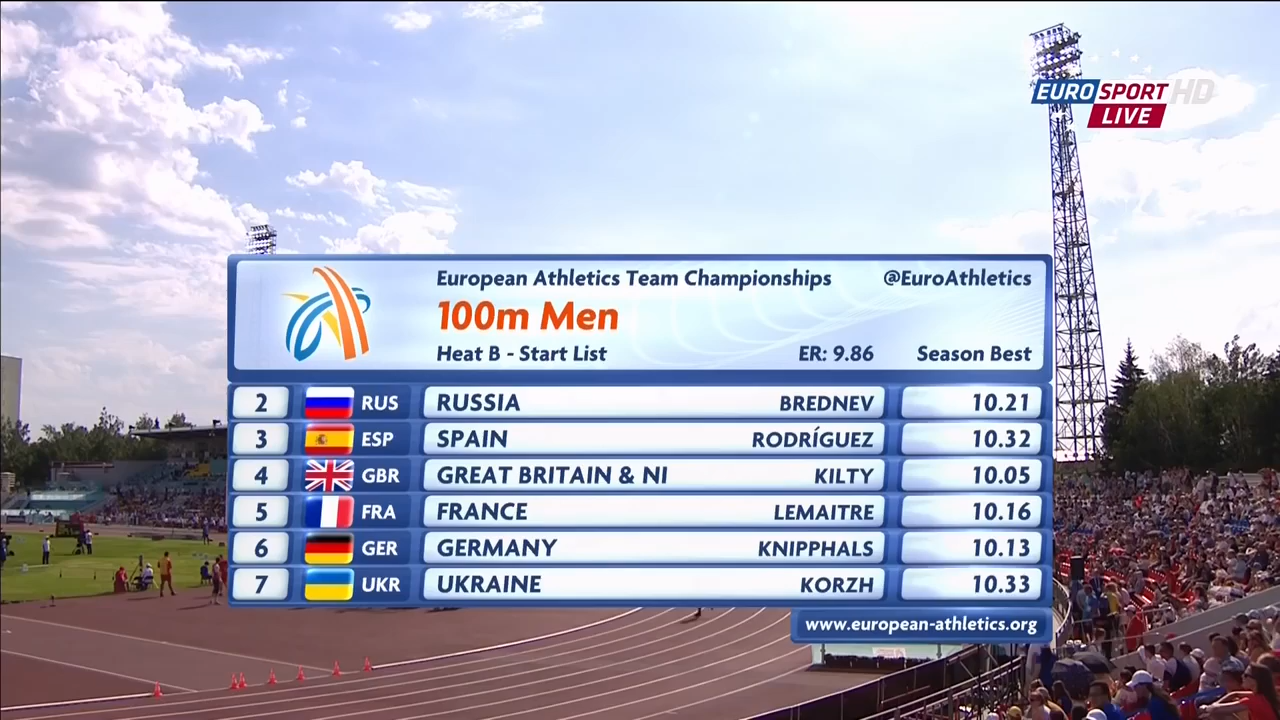 EUROSPORT HD
LIVE
European Athletics Team Championships @EuroAthletics
100m Men
Heat B - Start List ER: 9.86 Season Best
2 RUS RUSSIA BREDNEV 10.21
3 ESP SPAIN RODRÍGUEZ 10.32
4 GBR GREAT BRITAIN & NI KILTY 10.05
5 FRA FRANCE LEMAITRE 10.16
6 GER GERMANY KNIPPHALS 10.13
7 UKR UKRAINE KORZH 10.33
www.european-athletics.org